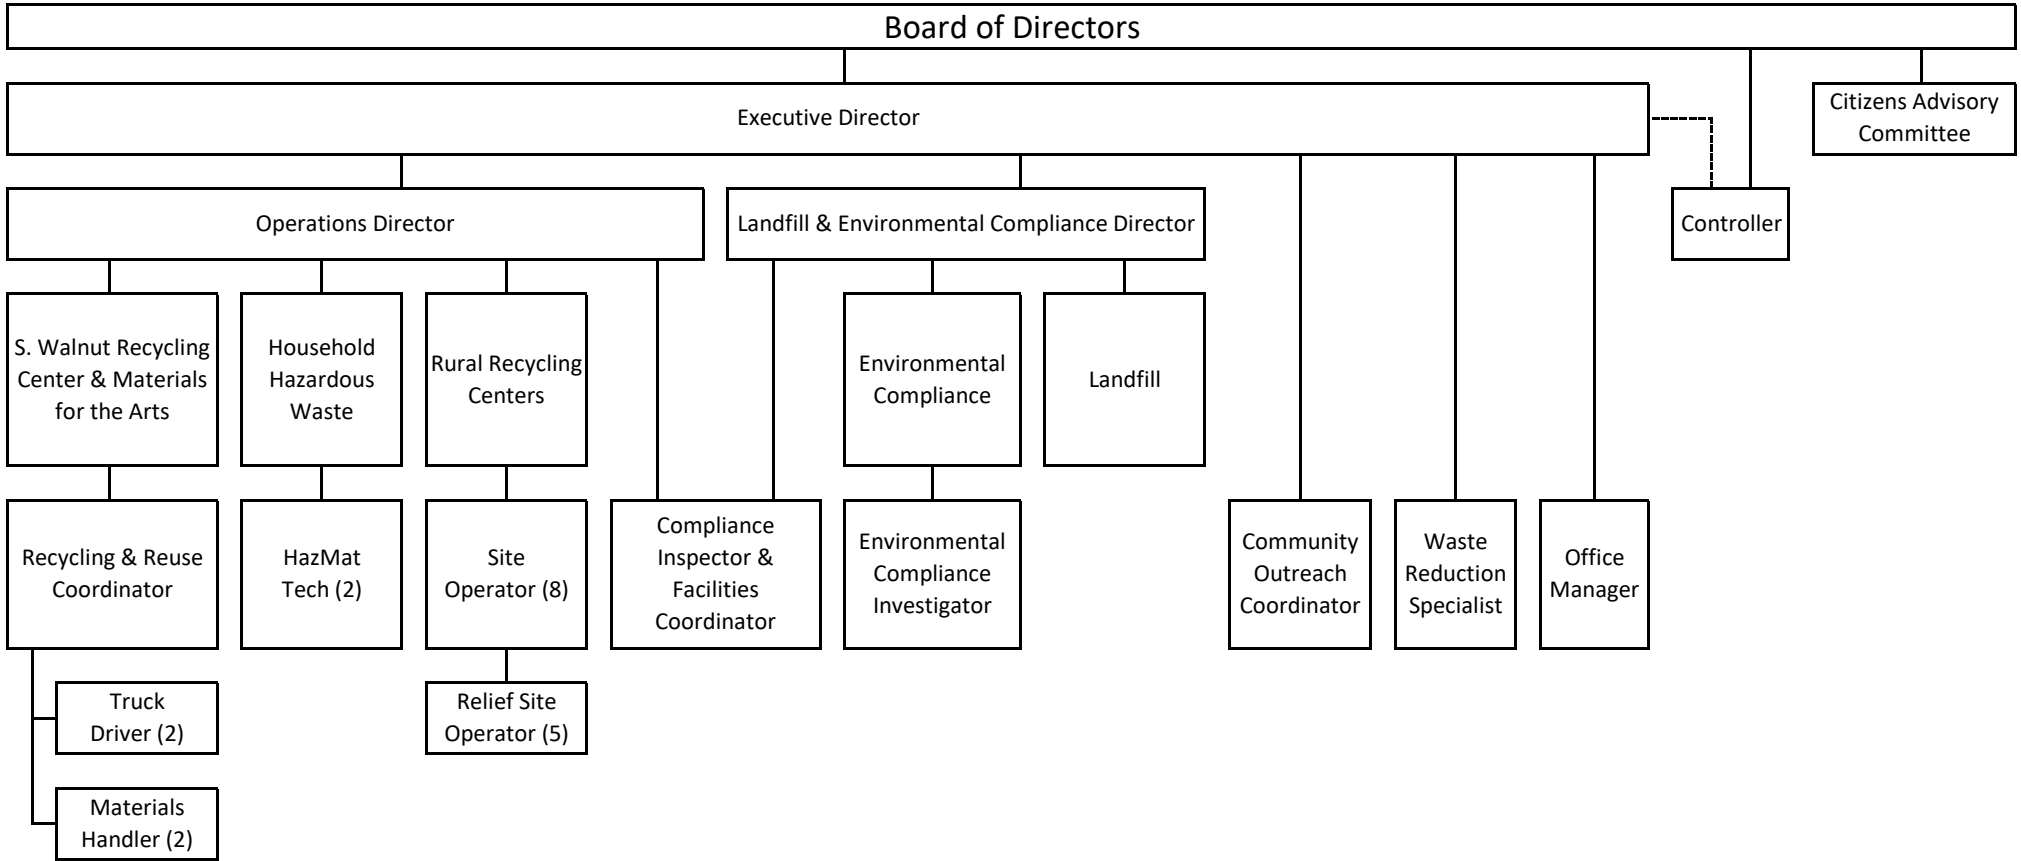 Board of Directors
Executive Director
Citizens Advisory
Committee
Operations Director
Landfill & Environmental Compliance Director
Controller
S. Walnut Recycling
Center & Materials
for the Arts
Household
Hazardous
Waste
Rural Recycling
Centers
Environmental
Compliance
Landfill
Recycling & Reuse
Coordinator
HazMat
Tech (2)
Site
Operator (8)
Compliance
Inspector &
Facilities
Coordinator
Environmental
Compliance
Investigator
Community
Outreach
Coordinator
Waste
Reduction
Specialist
Office
Manager
Truck
Driver (2)
Relief Site
Operator (5)
Materials
Handler (2)